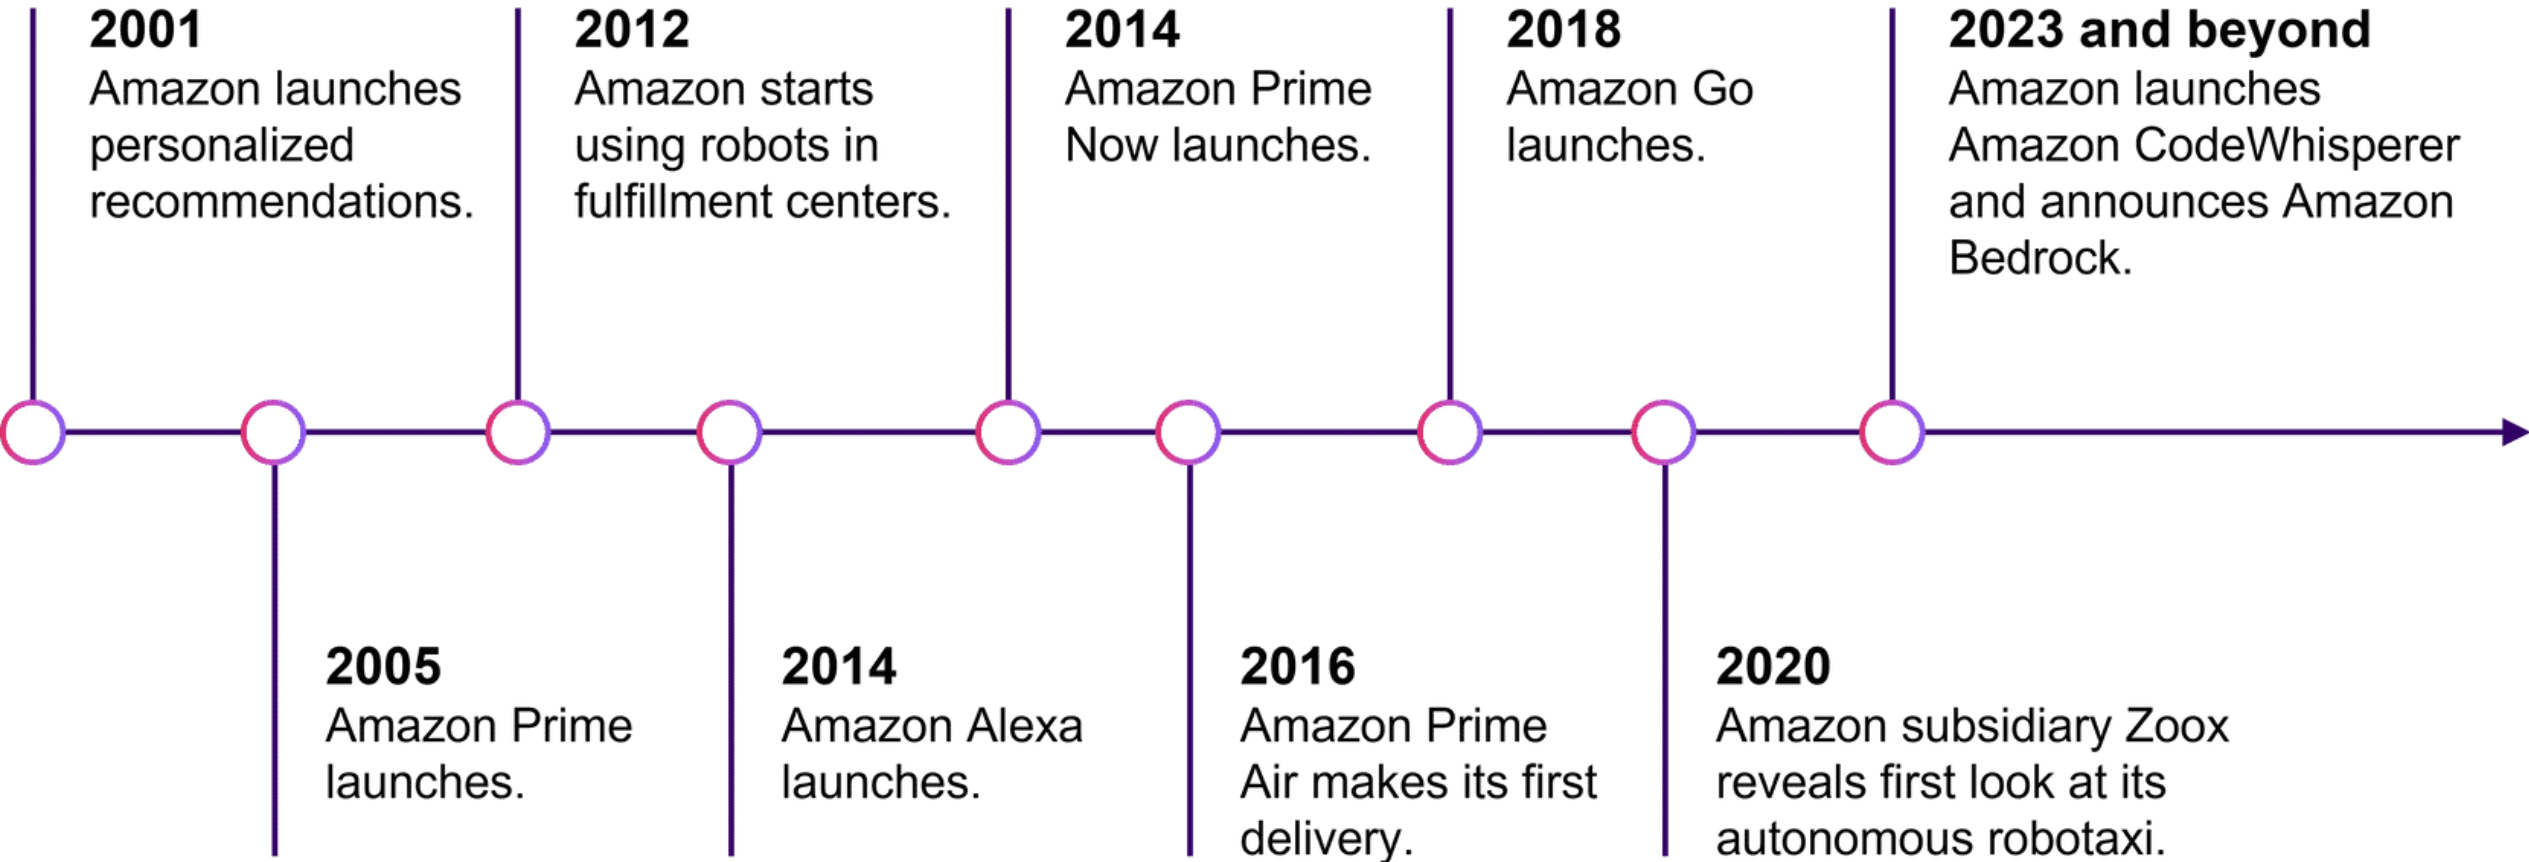 2001
Amazon launches
personalized
recommendations.
2012
Amazon starts
using robots in
fulfillment centers.
2014
Amazon Prime
Now launches.
2018
Amazon Go
launches.
2023 and beyond
Amazon launches
Amazon CodeWhisperer
and announces Amazon
Bedrock.
2005
Amazon Prime
launches.
2014
Amazon Alexa
launches.
2016
Amazon Prime
Air makes its first
delivery.
2020
Amazon subsidiary Zoox
reveals first look at its
autonomous robotaxi.